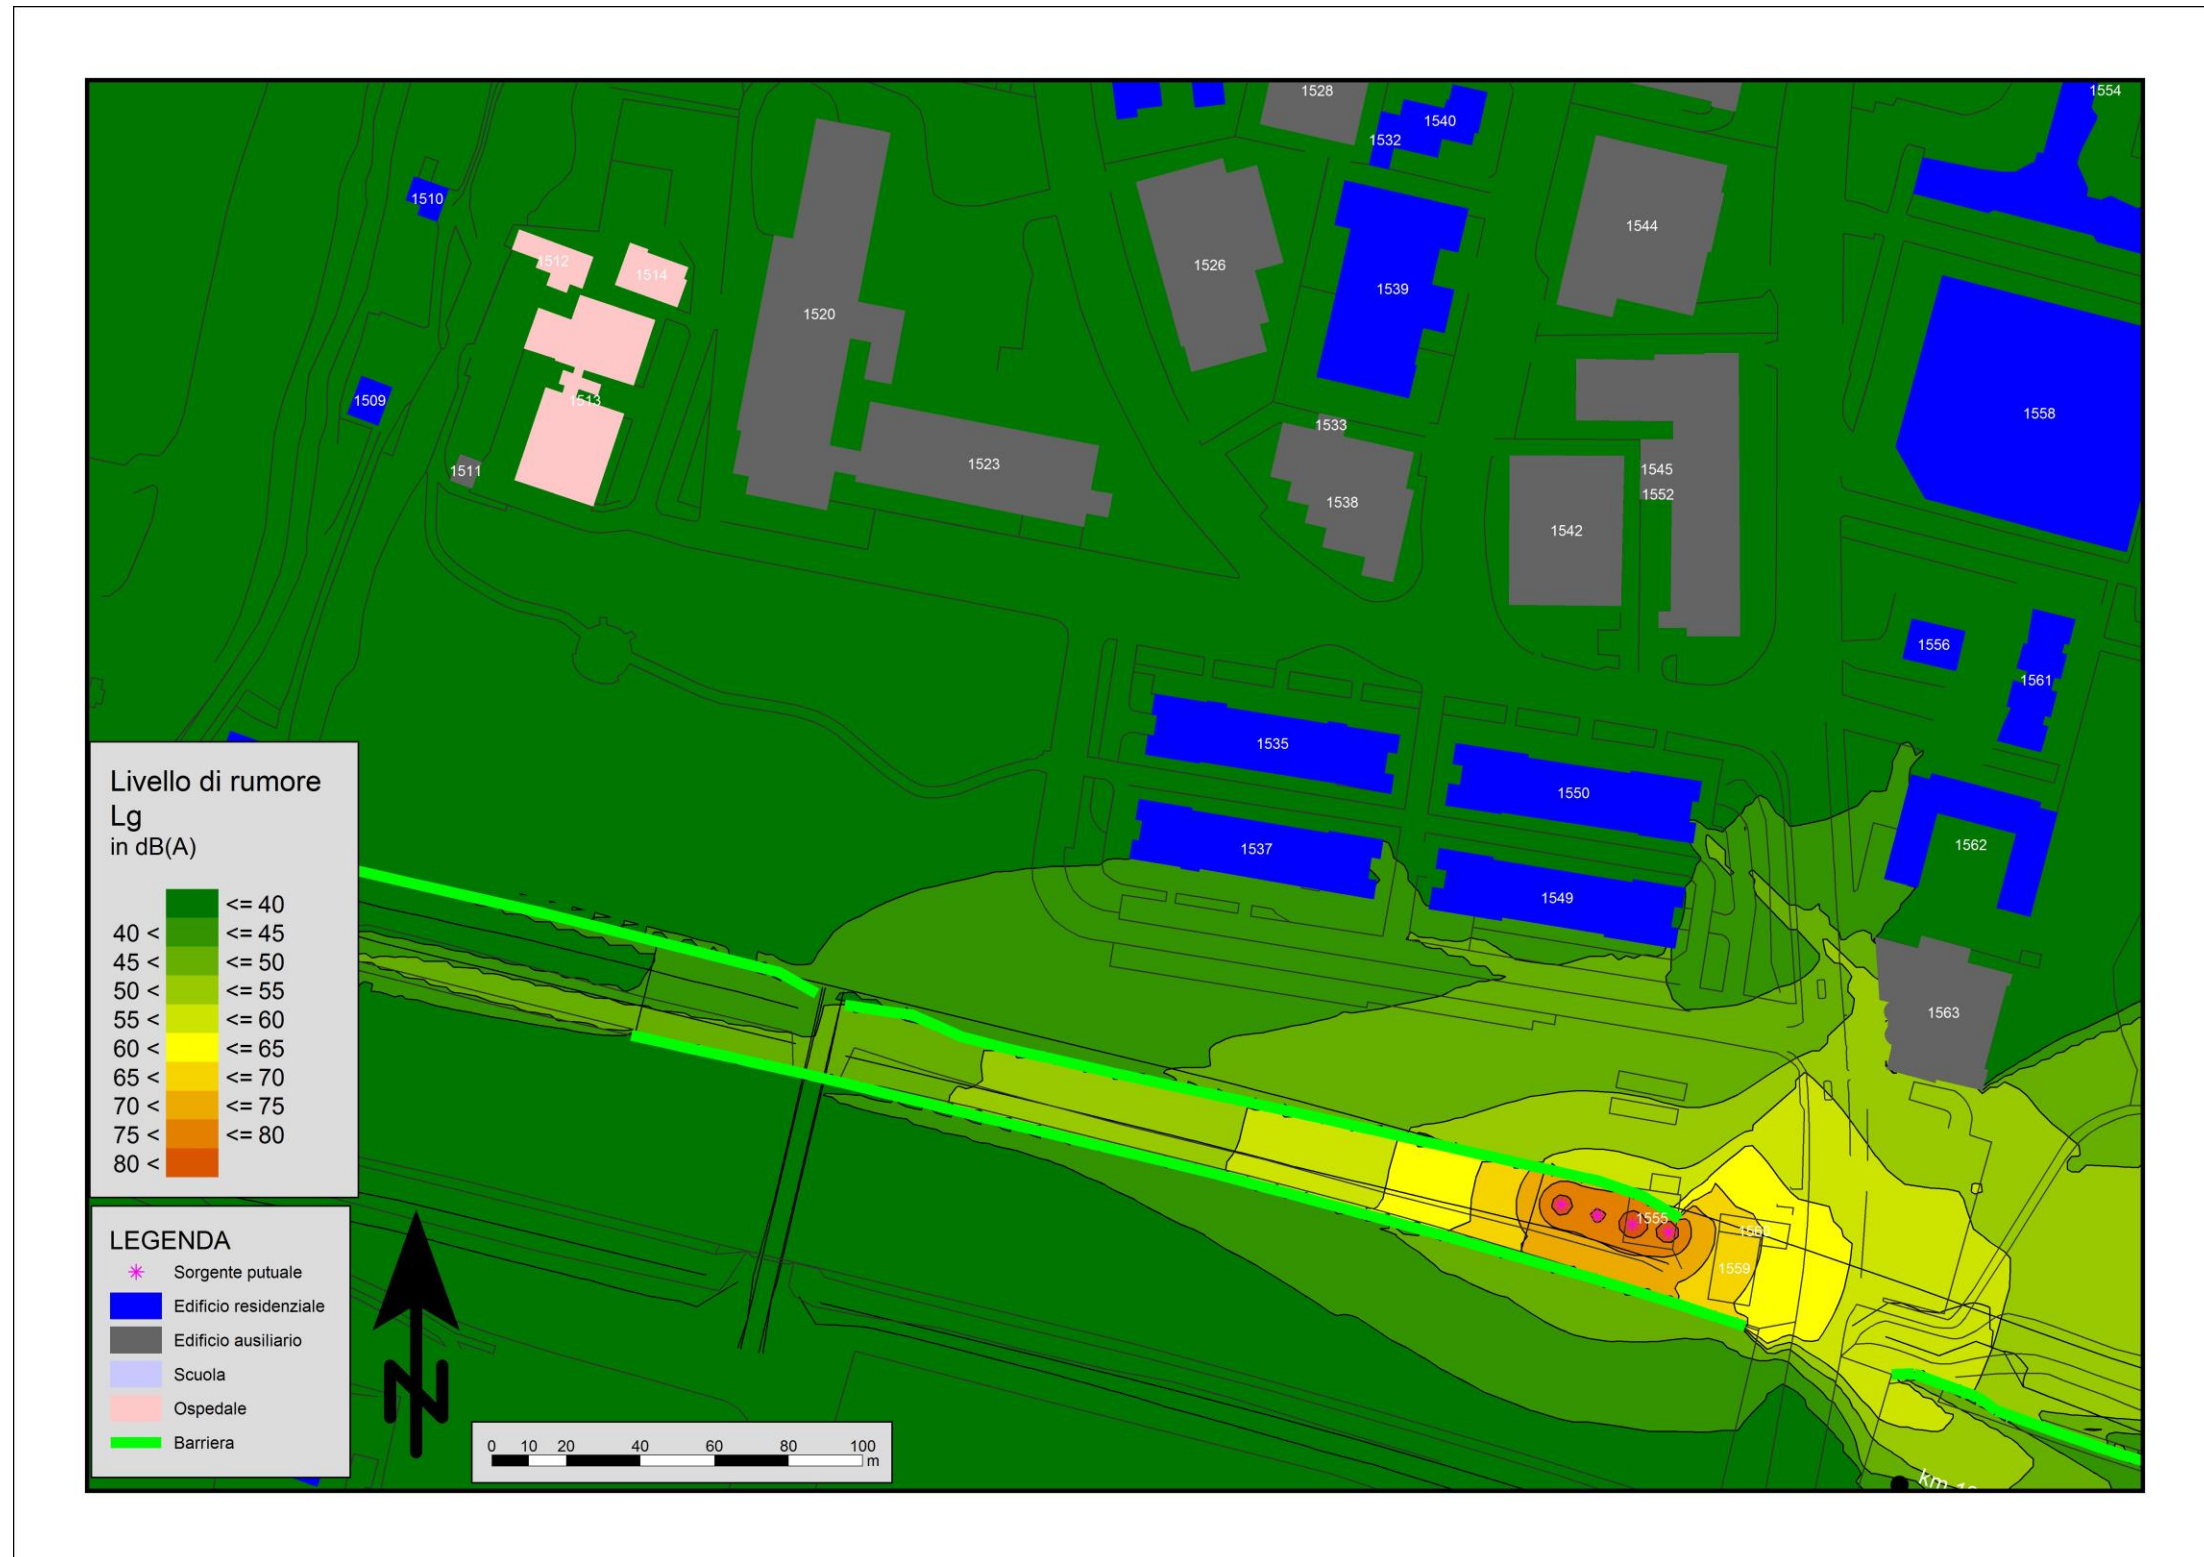 1528
1554
1540
1532
1510
1544
1512
1514
1526
1539
1520
1509
1513
1558
1533
1523
1511
1545
1552
1538
1542
1556
1561
1535
1550
1537
1562
1549
1563
1555
1560
1559
km
Livello di rumore
Lg
in dB(A)
<= 40
40 < <= 45
45 < <= 50
50 < <= 55
55 < <= 60
60 < <= 65
65 < <= 70
70 < <= 75
75 < <= 80
80 <
LEGENDA
Sorgente putuale
Edificio residenziale
Edificio ausiliario
Scuola
Ospedale
Barriera
N
0 10 20 40 60 80 100
m